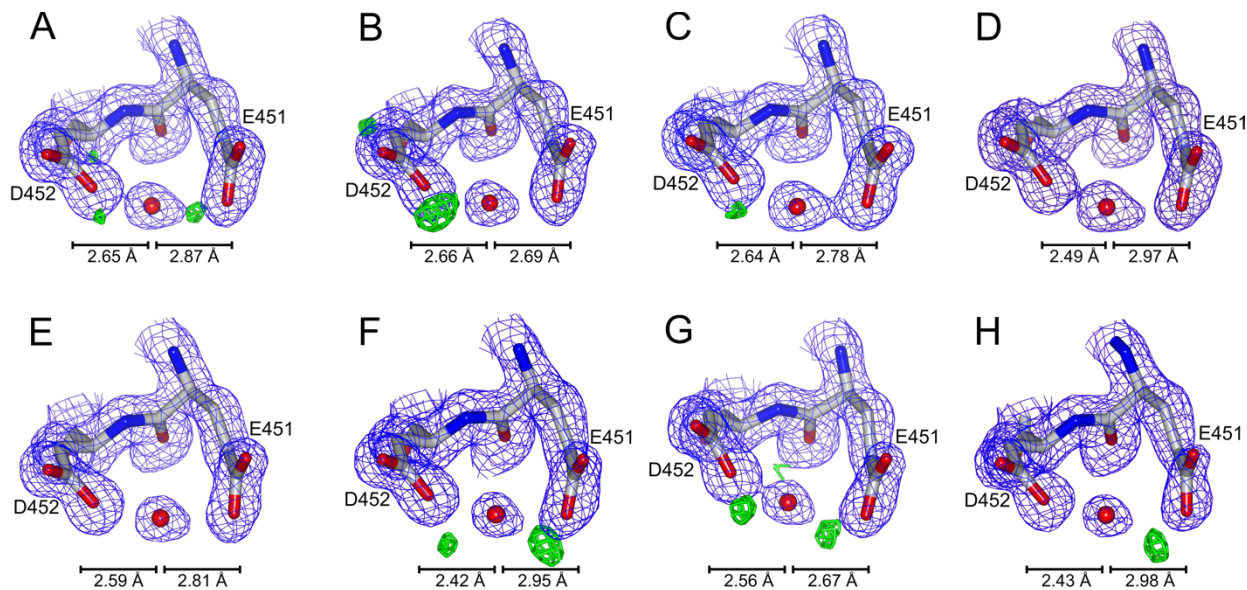 A
E451
D452
2.65 Å 2.87 Å
B
E451
D452
2.66 Å 2.69 Å
C
E451
D452
2.64 Å 2.78 Å
D
E451
D452
2.49 Å 2.97 Å
E
E451
D452
2.59 Å 2.81 Å
F
E451
D452
2.42 Å 2.95 Å
G
E451
D452
2.56 Å 2.67 Å
H
E451
D452
2.43 Å 2.98 Å